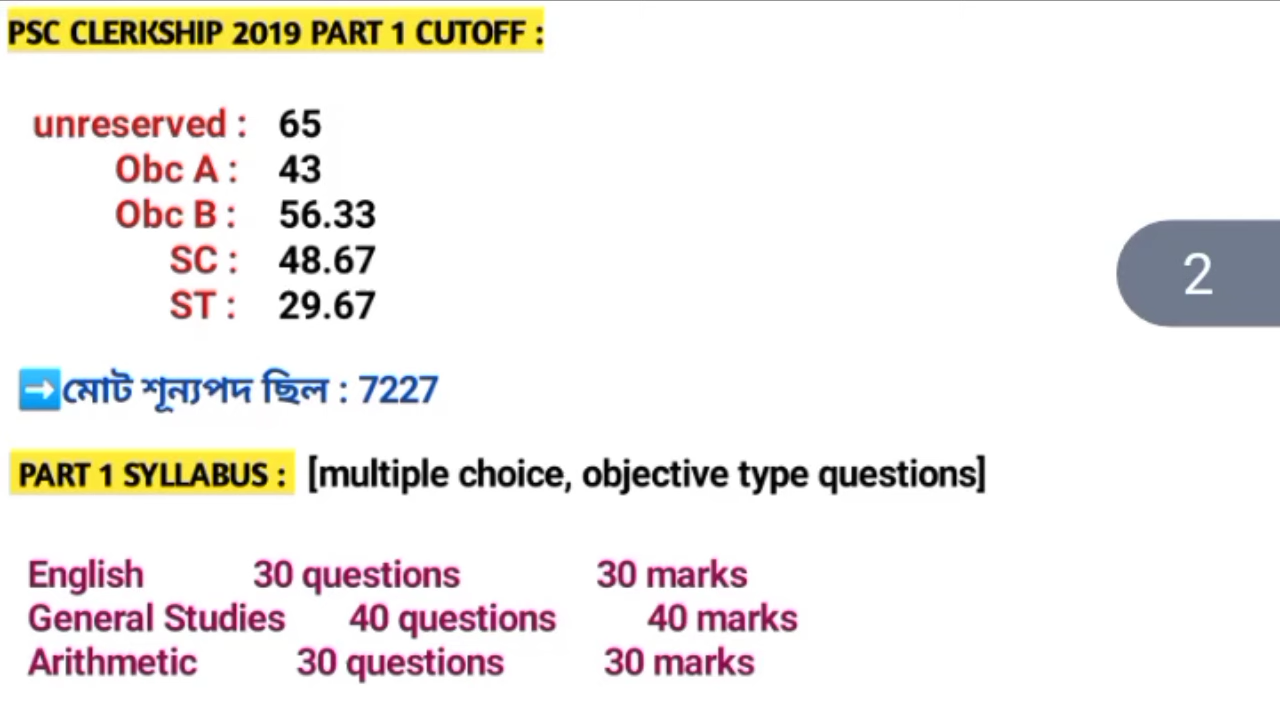 PSC CLERKSHIP 2019 PART 1 CUTOFF :
unreserved : 65
Obc A : 43
Obc B : 56.33
SC : 48.67
ST : 29.67
2
➡মোট শূন্যপদ ছিল : 7227
PART 1 SYLLABUS : [multiple choice, objective type questions]
English 30 questions 30 marks
General Studies 40 questions 40 marks
Arithmetic 30 questions 30 marks